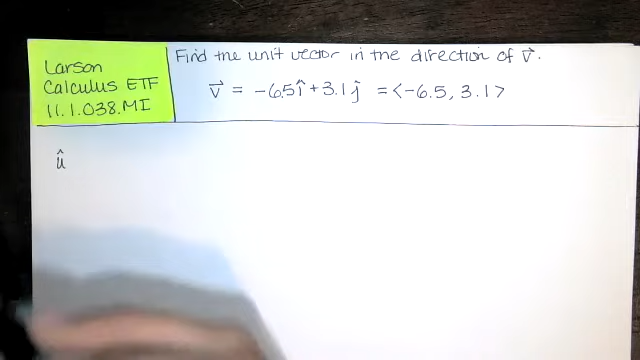 Larson
Calculus ETF
11.1.038.MI
Find the unit vector in the direction of v⃗.
v⃗ = -6.5î + 3.1ĵ = <-6.5, 3.1>
û